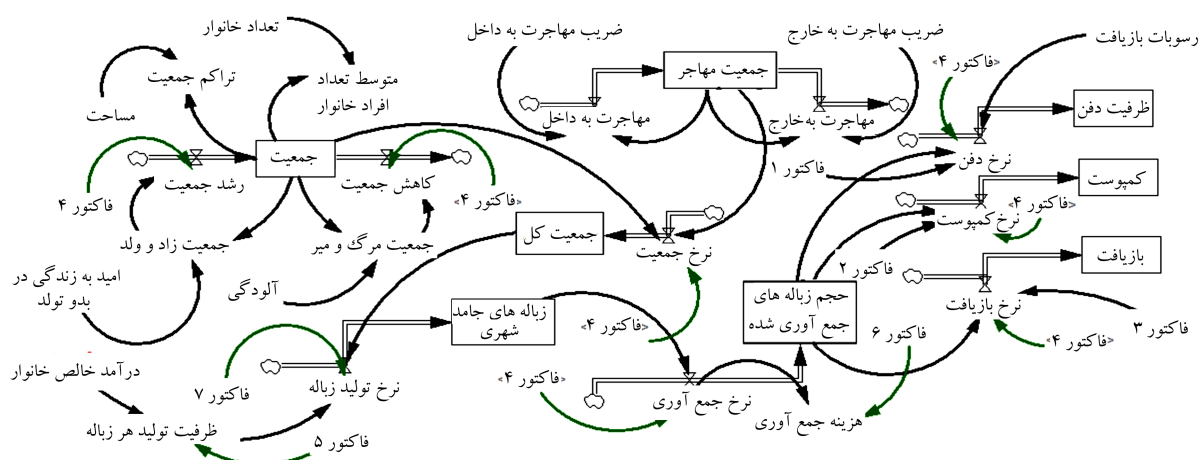 تعداد خانوار
تراکم جمعیت
متوسط تعداد
افراد خانوار
مساحت
جمعیت
رشد جمعیت
کاهش جمعیت
فاکتور ۴
<فاکتور ۴>
جمعیت زاد و ولد
جمعیت مرگ و میر
امید به زندگی در
بدو تولد
آلودگی
ضریب مهاجرت به داخل
ضریب مهاجرت به خارج
جمعیت مهاجر
مهاجرت به داخل
مهاجرت به خارج
فاکتور ۱
جمعیت کل
نرخ جمعیت
<فاکتور ۴>
رسوبات بازیافت
<فاکتور ۴>
ظرفیت دفن
نرخ دفن
کمپوست
<فاکتور ۴>
نرخ کمپوست
فاکتور ۲
بازیافت
نرخ بازیافت
فاکتور ۳
<فاکتور ۴>
حجم زباله های
جمع آوری شده
فاکتور ۶
زباله های جامد
شهری
<فاکتور ۴>
نرخ جمع آوری
هزینه جمع آوری
درآمد خالص خانوار
فاکتور ۷
نرخ تولید زباله
ظرفیت تولید هر زباله
فاکتور ۵